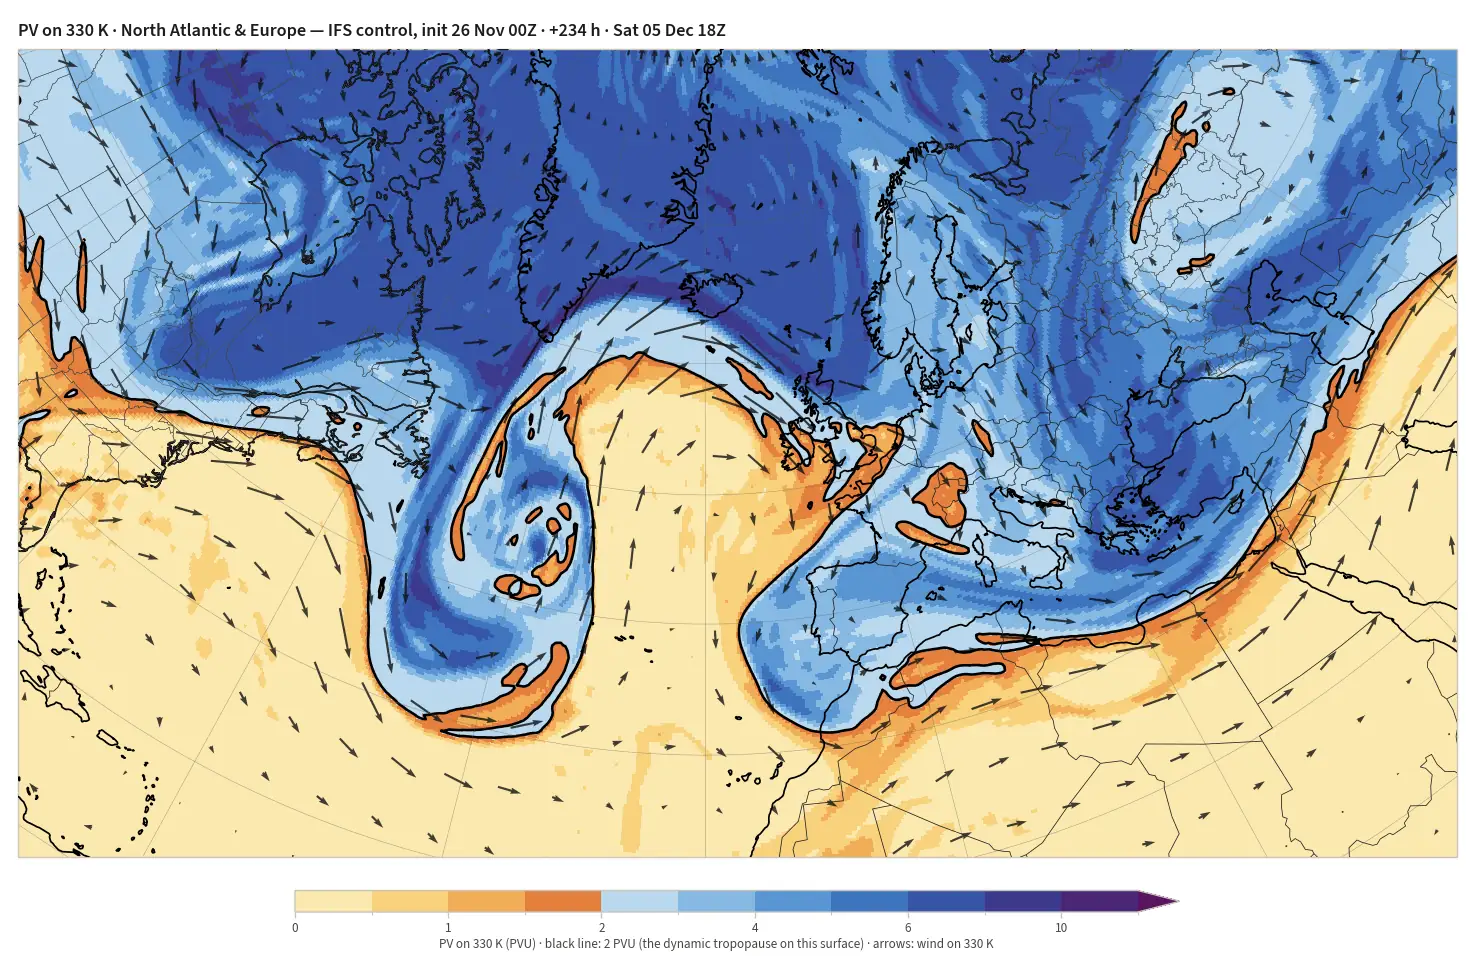 PV on 330 K · North Atlantic & Europe — IFS control, init 26 Nov 00Z · +234 h · Sat 05 Dec 18Z
0 1 2 4 6 10
PV on 330 K (PVU) · black line: 2 PVU (the dynamic tropopause on this surface) · arrows: wind on 330 K